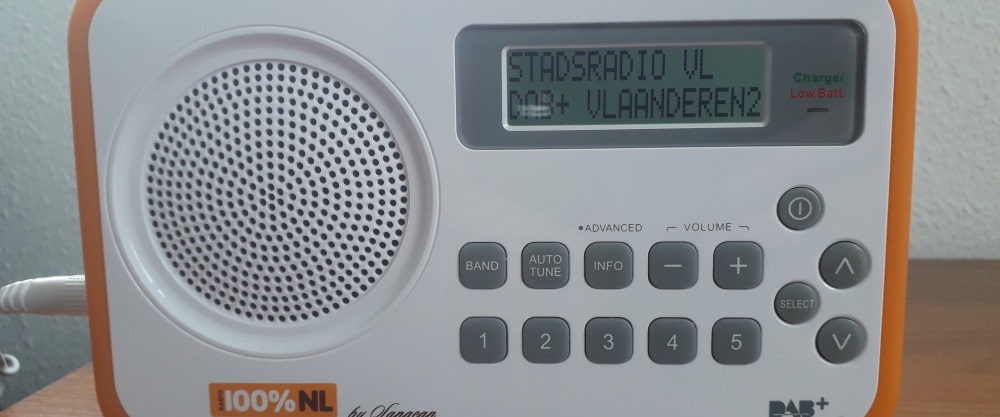 STADSRADIO VL
DAB+ VLAANDEREN2
Charge/
Low Batt.
•ADVANCED
VOLUME
BAND
AUTO TUNE
INFO
−
+
SELECT
1
2
3
4
5
RADIO
100%NL
by Sangean
DAB+